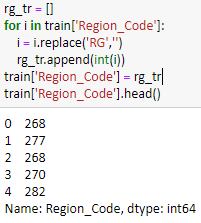 rg_tr = []
for i in train['Region_Code']:
    i = i.replace('RG','')
    rg_tr.append(int(i))
train['Region_Code'] = rg_tr
train['Region_Code'].head()
0    268
1    277
2    268
3    270
4    282
Name: Region_Code, dtype: int64